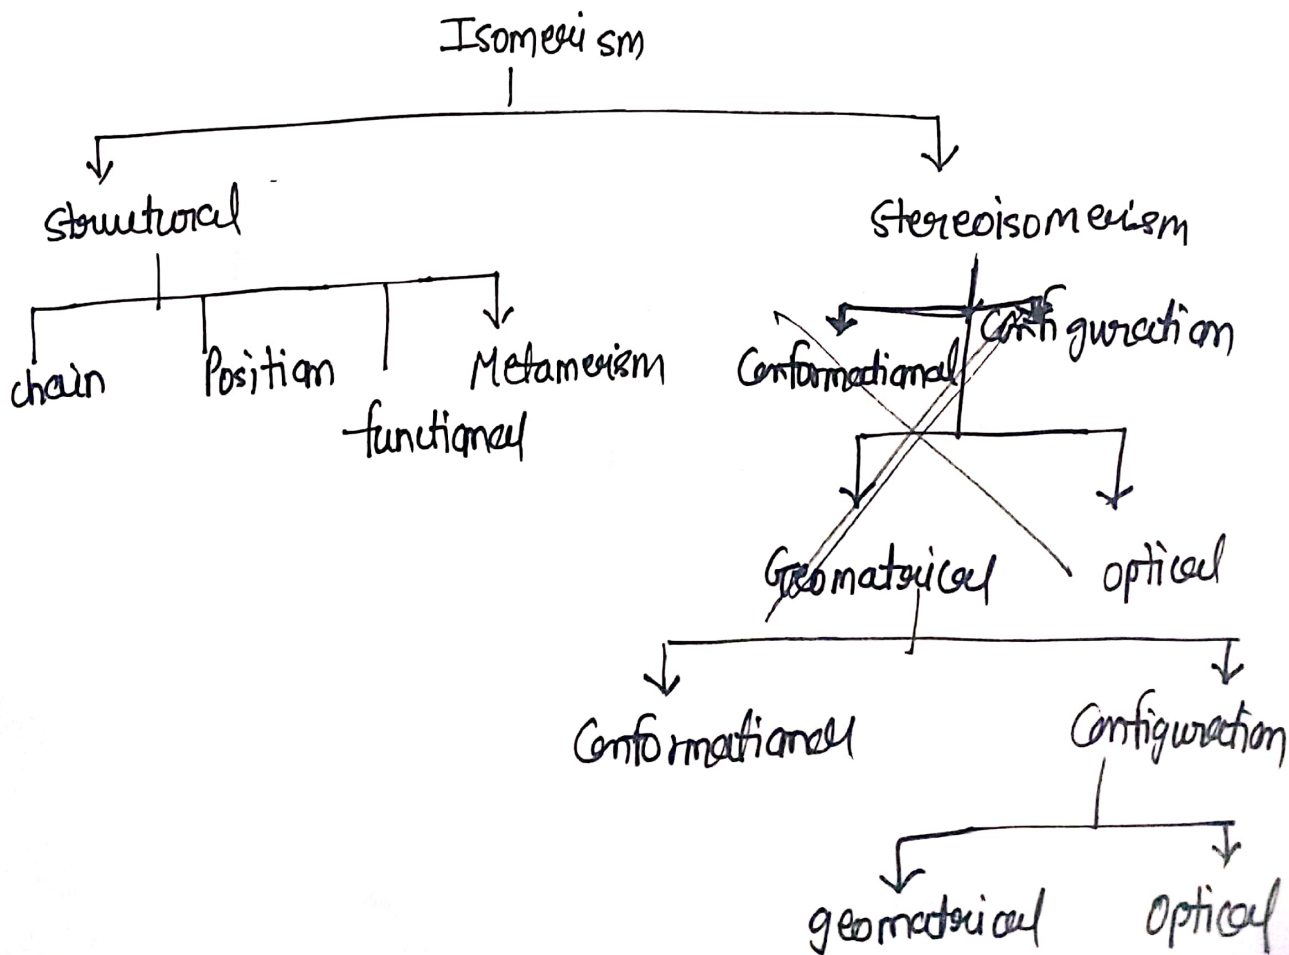 Isomerism
Structural
Stereoisomerism
chain
Position
functional
Metamerism
Conformational
Configuration
Geomatrical
Optical
Conformational
Configuration
geomatrical
Optical